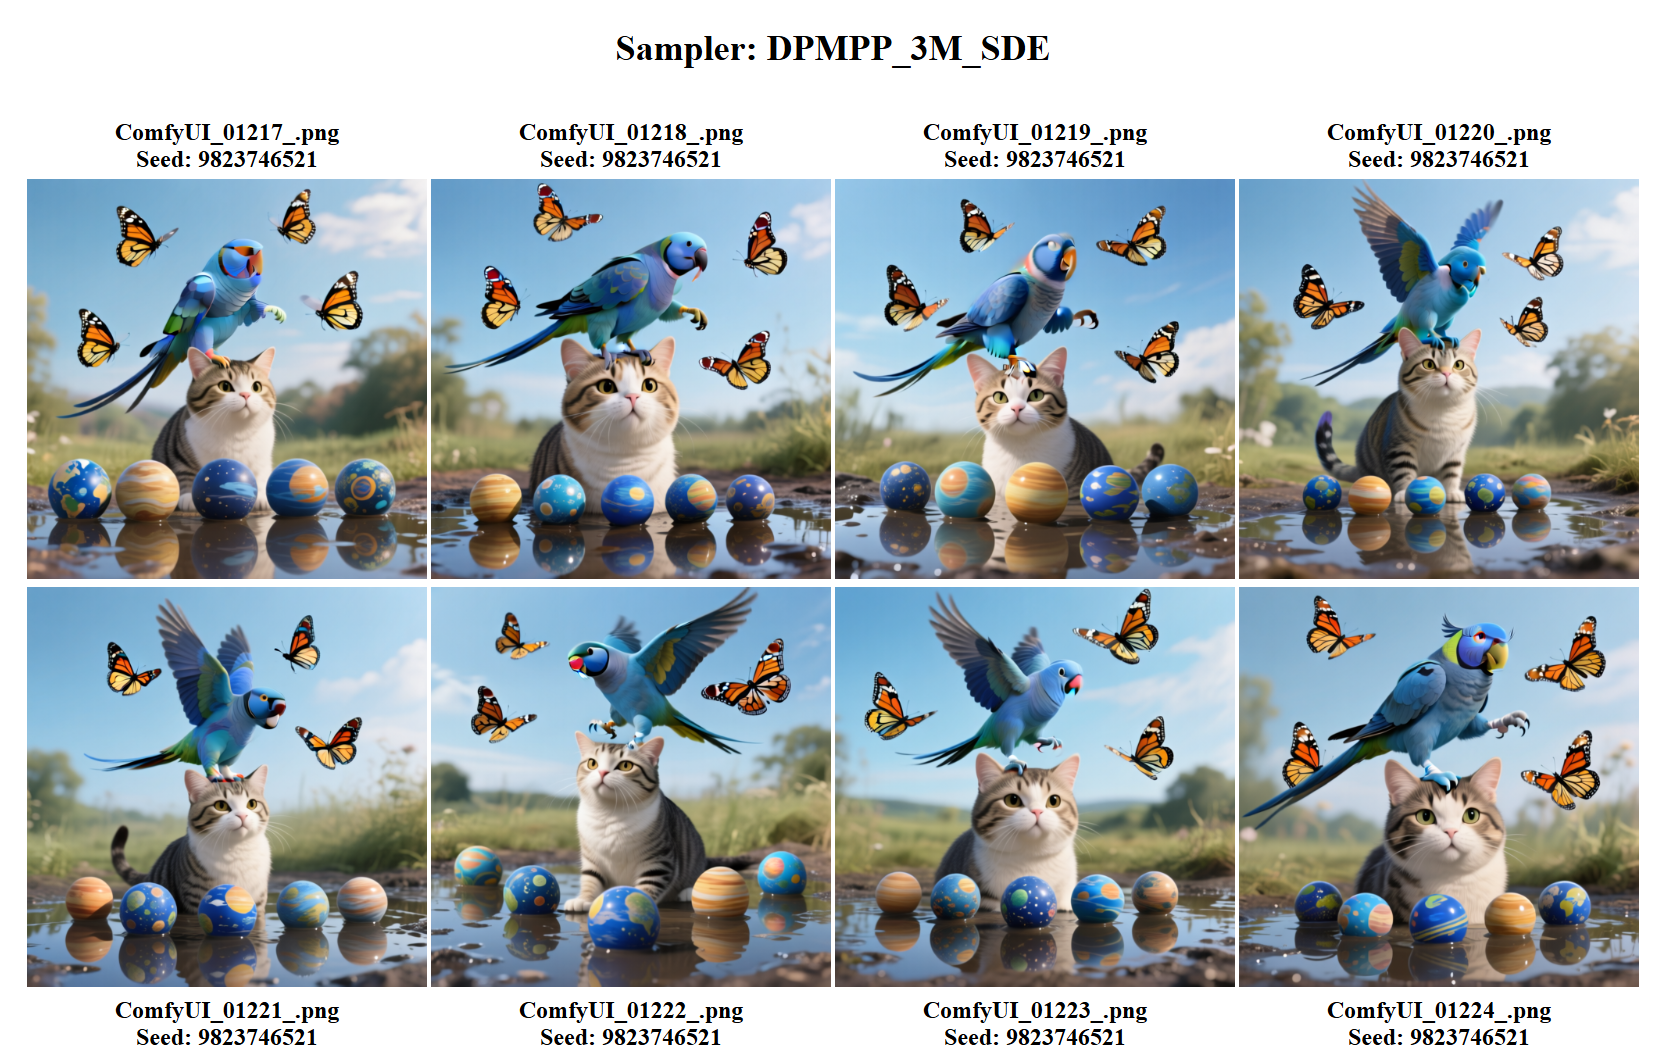 Sampler: DPMPP_3M_SDE
ComfyUI_01217_.png
Seed: 9823746521
ComfyUI_01218_.png
Seed: 9823746521
ComfyUI_01219_.png
Seed: 9823746521
ComfyUI_01220_.png
Seed: 9823746521
ComfyUI_01221_.png
Seed: 9823746521
ComfyUI_01222_.png
Seed: 9823746521
ComfyUI_01223_.png
Seed: 9823746521
ComfyUI_01224_.png
Seed: 9823746521